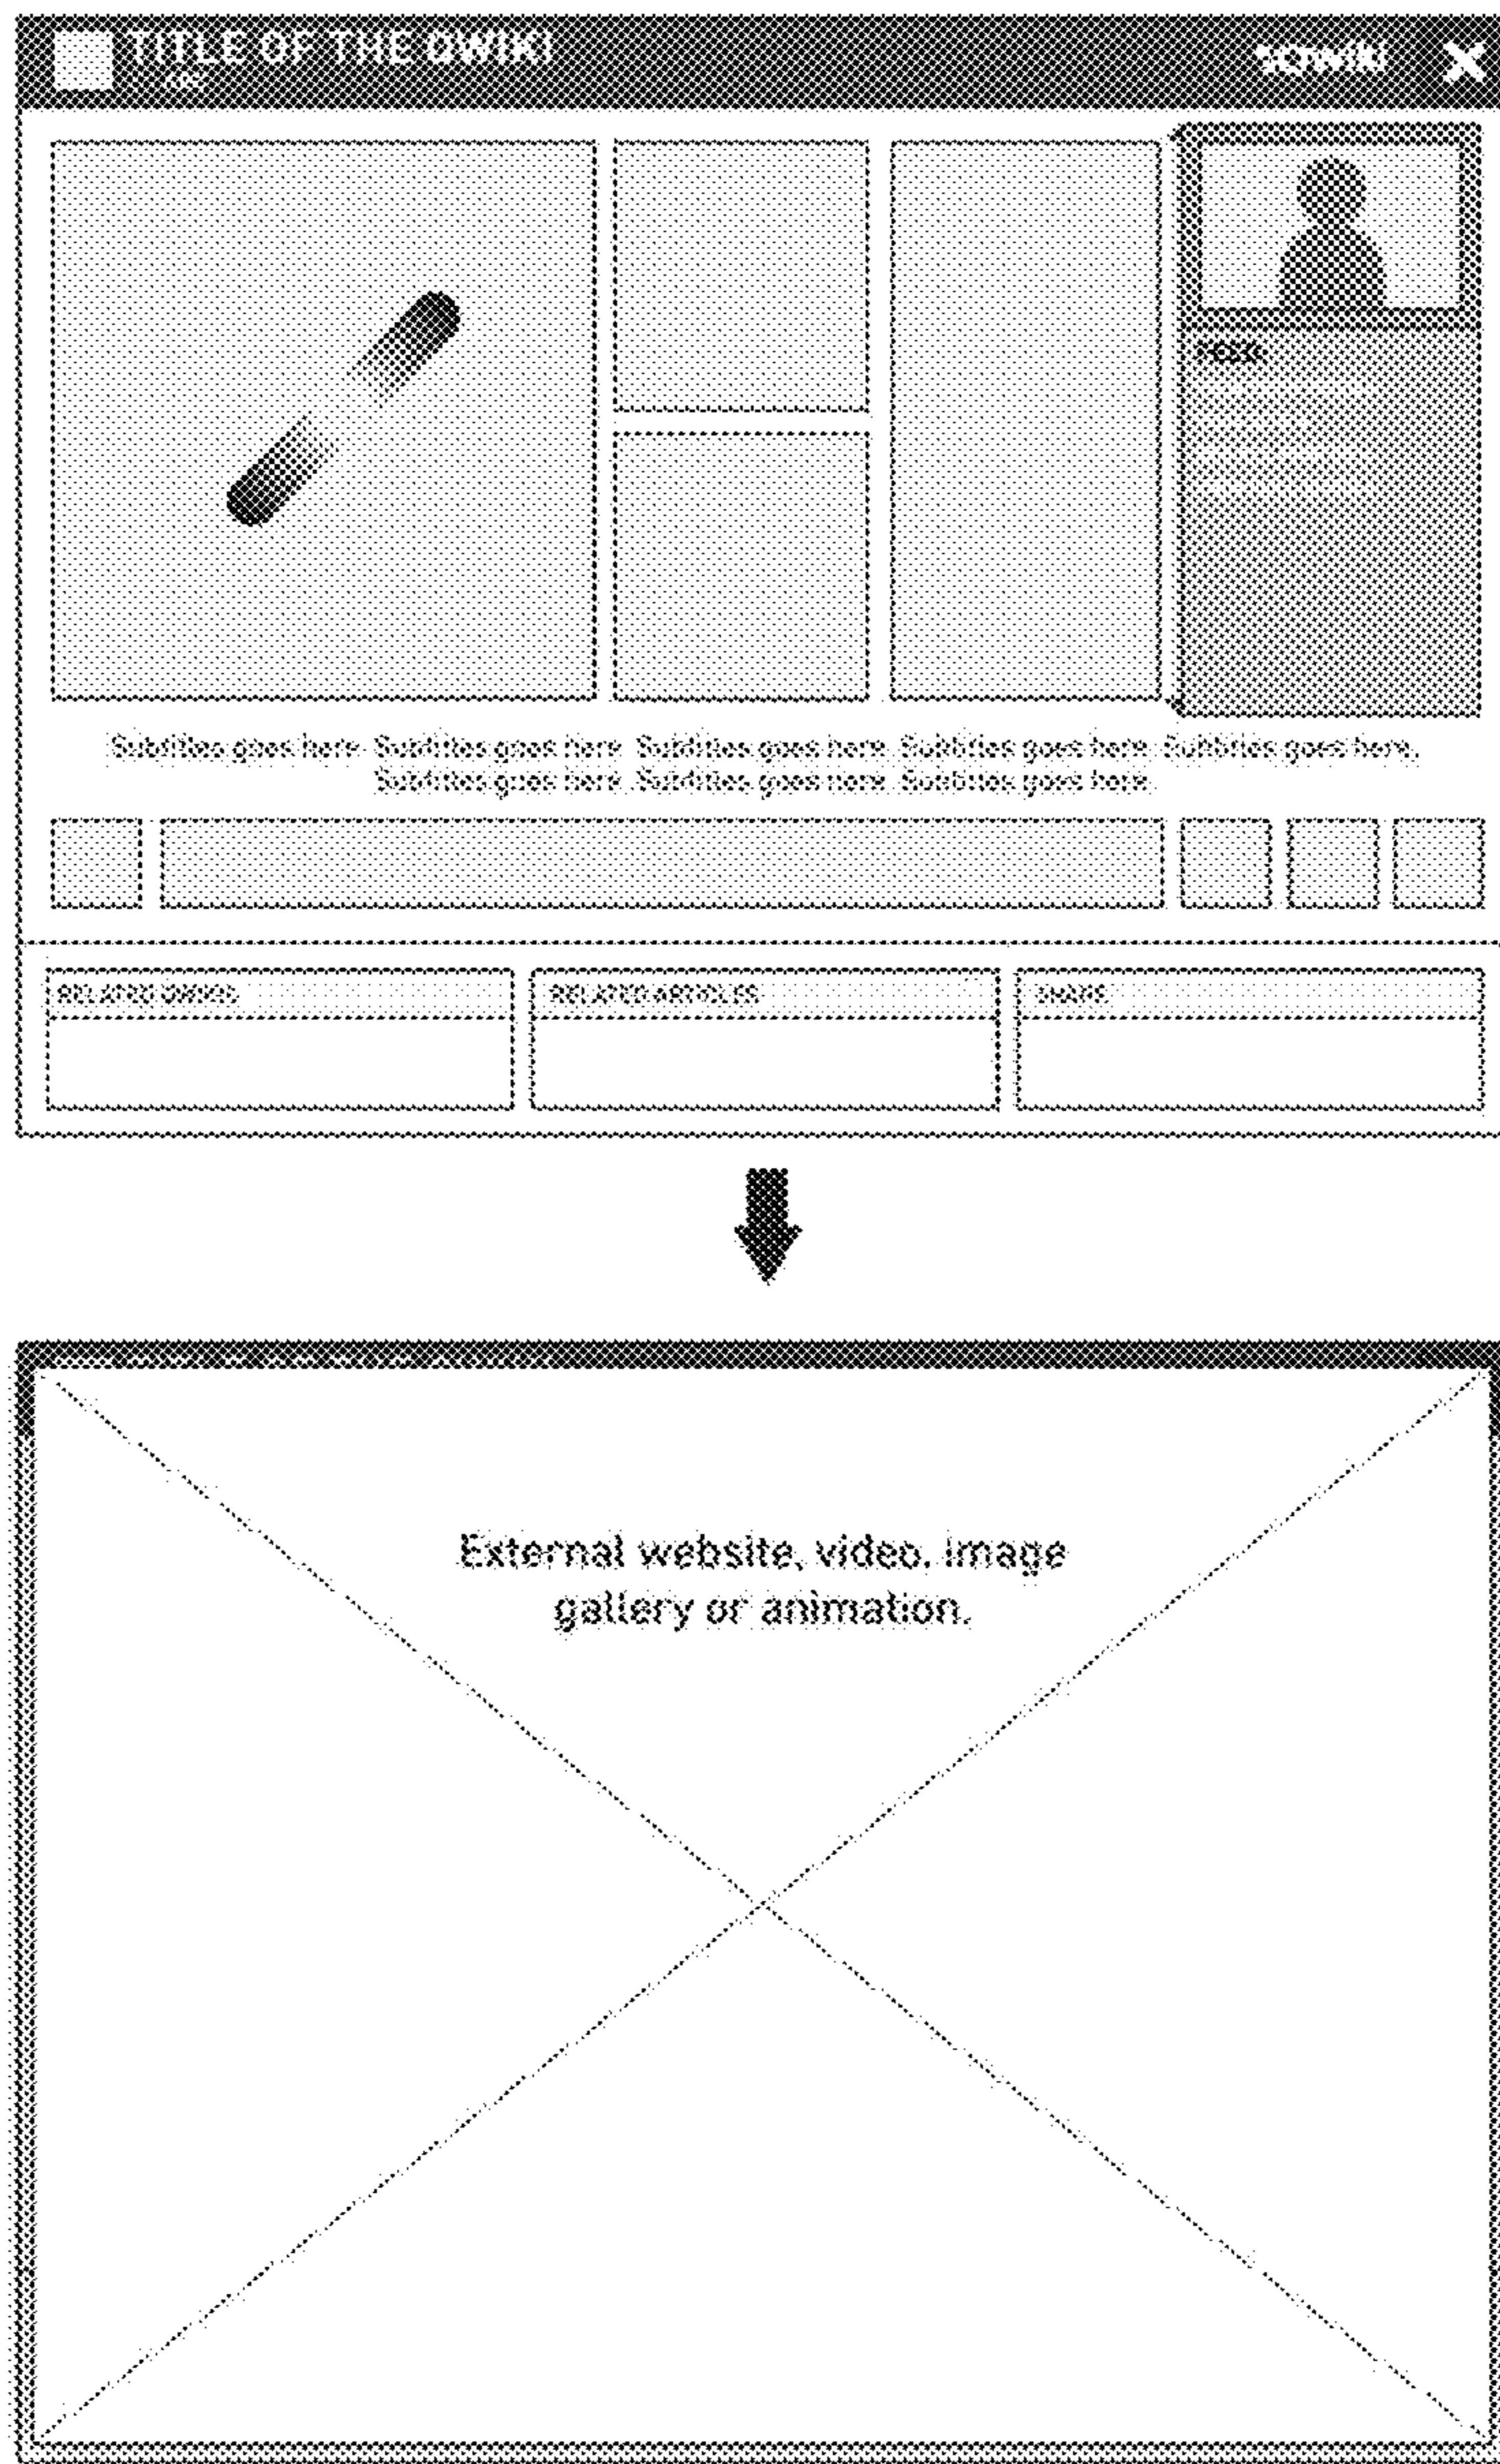 TITLE OF THE QWIKI
Qwiki
Subtitles goes here. Subtitles goes here. Subtitles goes here. Subtitles goes here. Subtitles goes here.
Subtitles goes here. Subtitles goes here. Subtitles goes here.
RELATED QWIKIS
RELATED ARTICLES
SHARE
External website, video, image
gallery or animation.